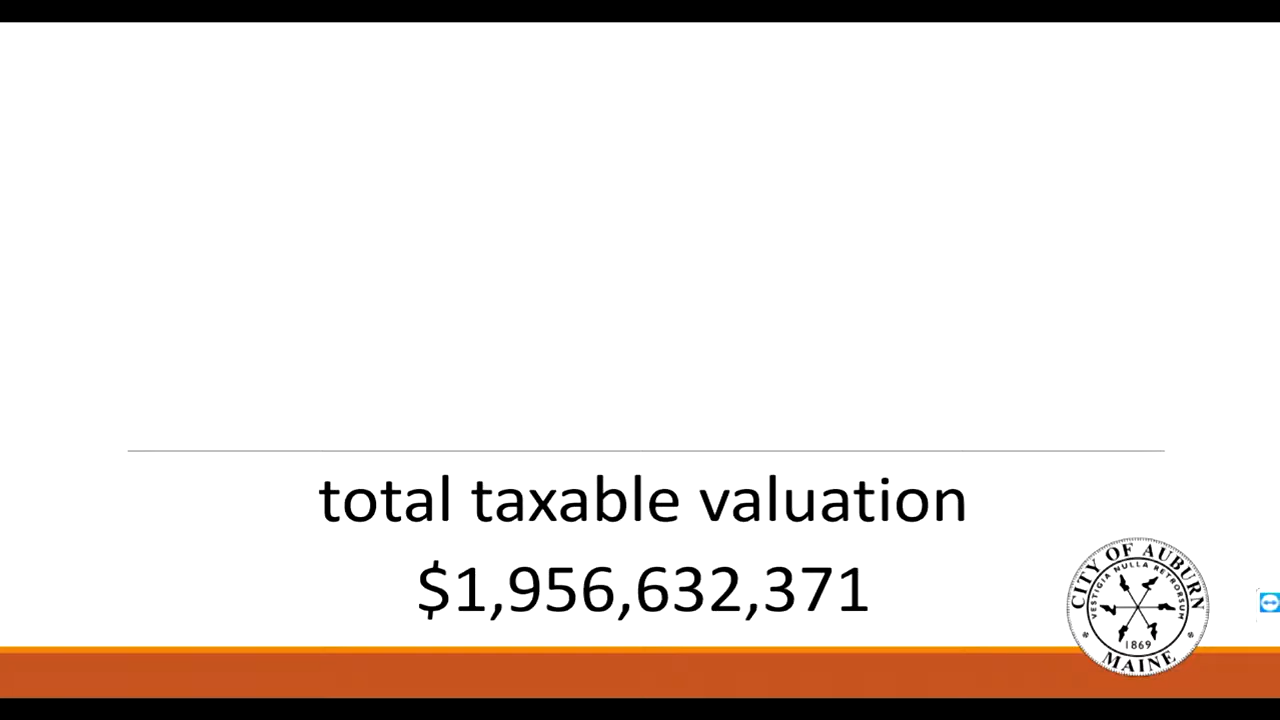 total taxable valuation
$1,956,632,371
CITY OF AUBURN
VESTIGIA NULLA RETRORSUM
1869
MAINE